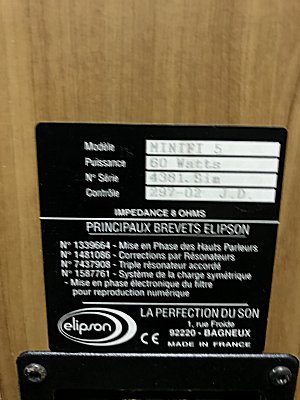 Modèle MINIFI 5
Puissance 60 Watts
N° Série 4381.Sim
Contrôle 297-02 J.D.
IMPEDANCE 8 OHMS
PRINCIPAUX BREVETS ELIPSON
N° 1339664 - Mise en Phase des Hauts Parleurs
N° 1481086 - Corrections par Résonateurs
N° 7437908 - Triple résonateur accordé
N° 1587761 - Système de la charge symétrique
- Mise en phase électronique du filtre
pour reproduction numérique
elipson
CE
LA PERFECTION DU SON
1, rue Froide
92220 - BAGNEUX
MADE IN FRANCE